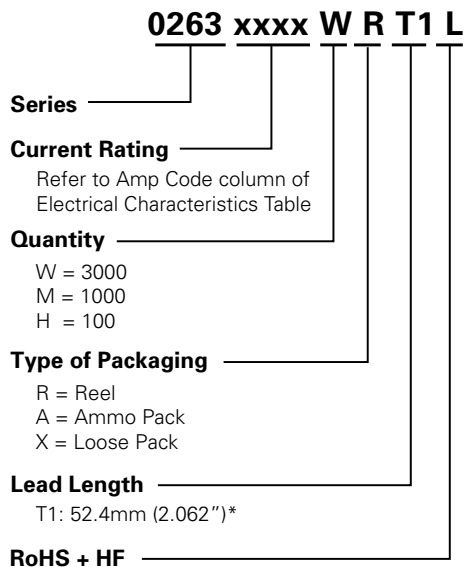 0263 xxxx W R T1 L
Series
Current Rating
Refer to Amp Code column of
Electrical Characteristics Table
Quantity
W = 3000
M = 1000
H = 100
Type of Packaging
R = Reel
A = Ammo Pack
X = Loose Pack
Lead Length
T1: 52.4mm (2.062")*
RoHS + HF